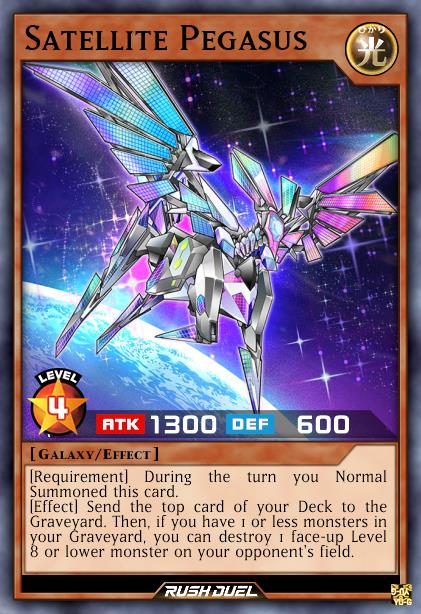 SATELLITE PEGASUS
ひかり
光
LEVEL
4
ATK 1300 DEF 600
[GALAXY/EFFECT]
[Requirement] During the turn you Normal
Summoned this card.
[Effect] Send the top card of your Deck to the
Graveyard. Then, if you have 1 or less monsters in
your Graveyard, you can destroy 1 face-up Level
8 or lower monster on your opponent's field.
RUSH DUEL